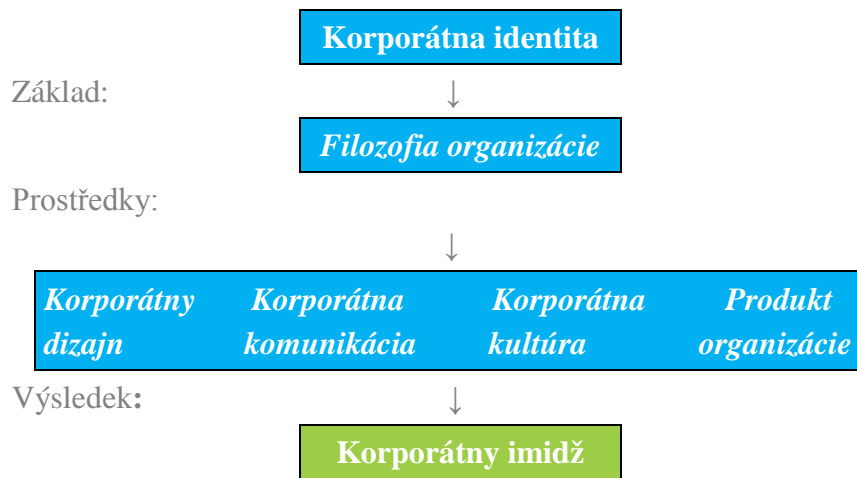 Korporátna identita
Základ: ↓
Filozofia organizácie
Prostředky:
↓
Korporátny Korporátna Korporátna Produkt
dizajn komunikácia kultúra organizácie
Výsledek: ↓
Korporátny imidž